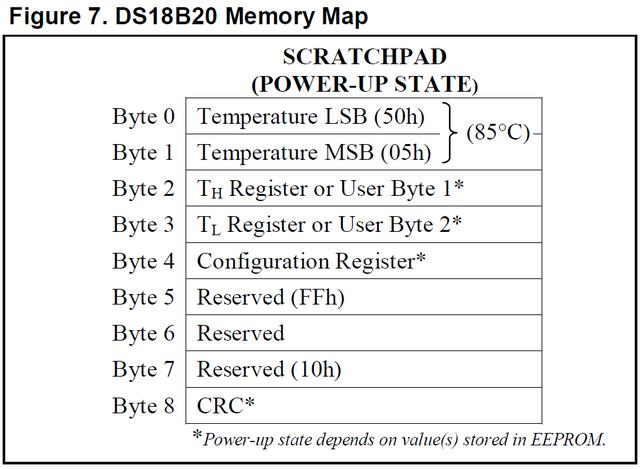 Figure 7. DS18B20 Memory Map
SCRATCHPAD
(POWER-UP STATE)
Byte 0 Temperature LSB (50h)
(85°C)
Byte 1 Temperature MSB (05h)
Byte 2 TH Register or User Byte 1*
Byte 3 TL Register or User Byte 2*
Byte 4 Configuration Register*
Byte 5 Reserved (FFh)
Byte 6 Reserved
Byte 7 Reserved (10h)
Byte 8 CRC*
*Power-up state depends on value(s) stored in EEPROM.